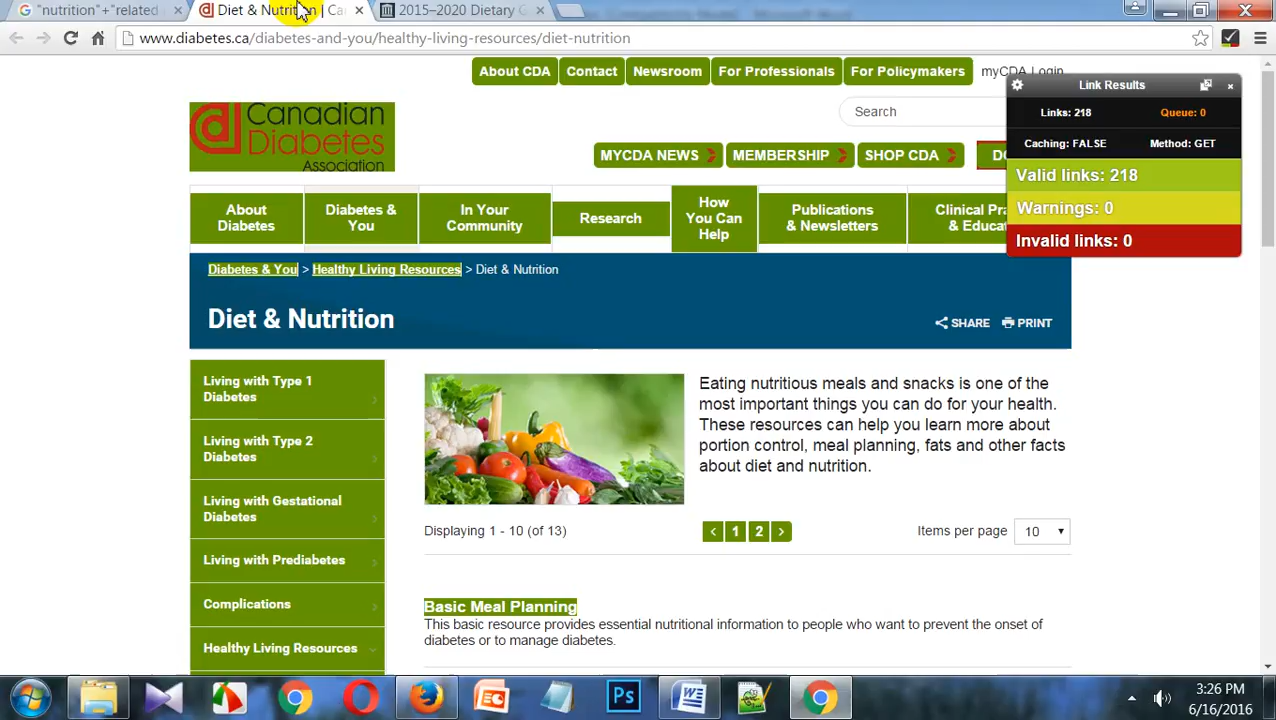 "nutrition"+"related
Diet & Nutrition | Ca
2015–2020 Dietary G
www.diabetes.ca/diabetes-and-you/healthy-living-resources/diet-nutrition
About CDA
Contact
Newsroom
For Professionals
For Policymakers
myCDA Login
Link Results
Links: 218
Queue: 0
Caching: FALSE
Method: GET
Valid links: 218
Warnings: 0
Invalid links: 0
Canadian
Diabetes
Association
Search
MYCDA NEWS
MEMBERSHIP
SHOP CDA
DO
About
Diabetes
Diabetes &
You
In Your
Community
Research
How
You Can
Help
Publications
& Newsletters
Clinical Pra
& Educa
Diabetes & You > Healthy Living Resources > Diet & Nutrition
Diet & Nutrition
SHARE
PRINT
Living with Type 1
Diabetes
Living with Type 2
Diabetes
Living with Gestational
Diabetes
Living with Prediabetes
Complications
Healthy Living Resources
Eating nutritious meals and snacks is one of the
most important things you can do for your health.
These resources can help you learn more about
portion control, meal planning, fats and other facts
about diet and nutrition.
Displaying 1 - 10 (of 13)
< 1 2 >
Items per page
10
Basic Meal Planning
This basic resource provides essential nutritional information to people who want to prevent the onset of
diabetes or to manage diabetes.
Ps
3:26 PM
6/16/2016